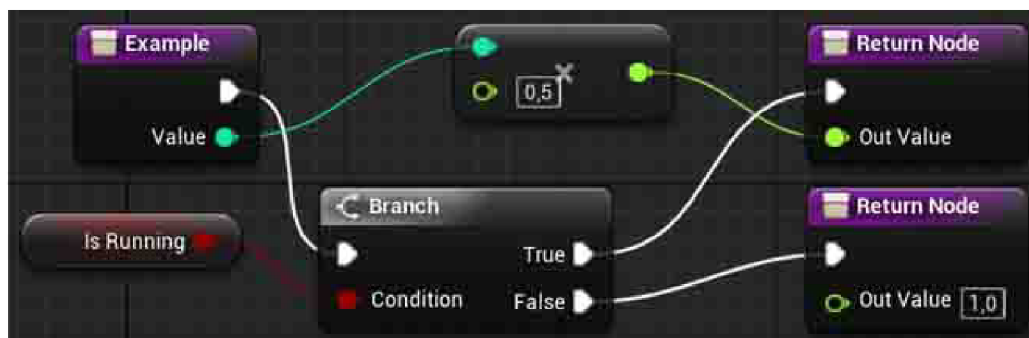 Example
Value
×
0,5
Return Node
Out Value
Is Running
Branch
True
Condition
False
Return Node
Out Value 1,0